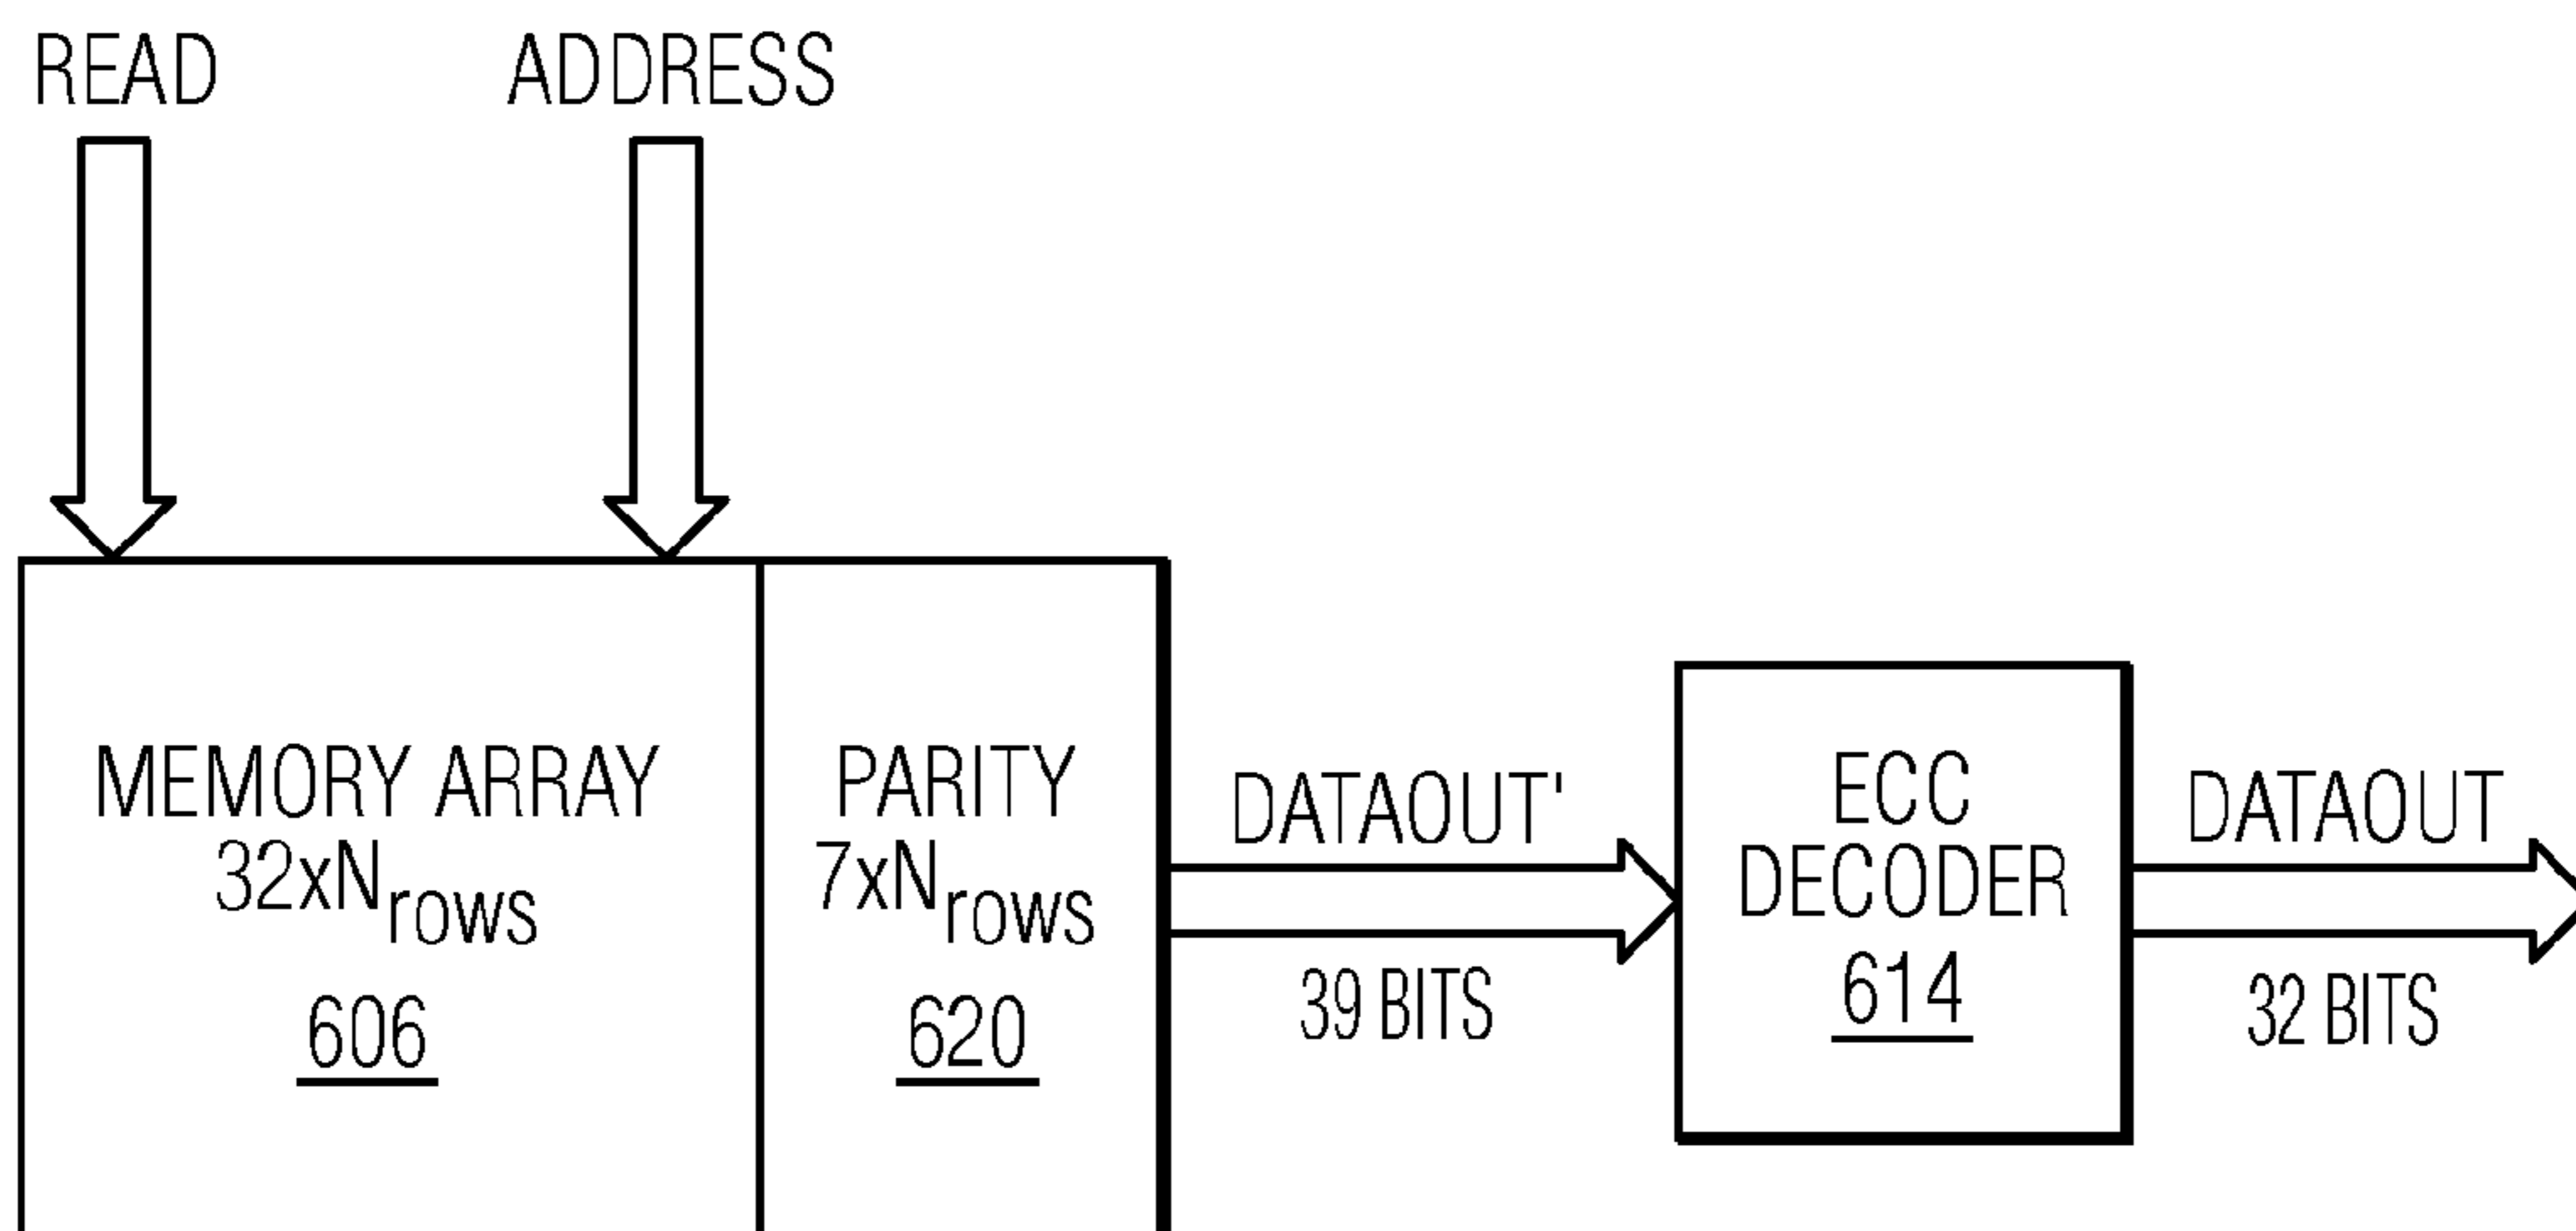 READ
ADDRESS
MEMORY ARRAY
32xNrows
606
PARITY
7xNrows
620
DATAOUT'
39 BITS
ECC
DECODER
614
DATAOUT
32 BITS